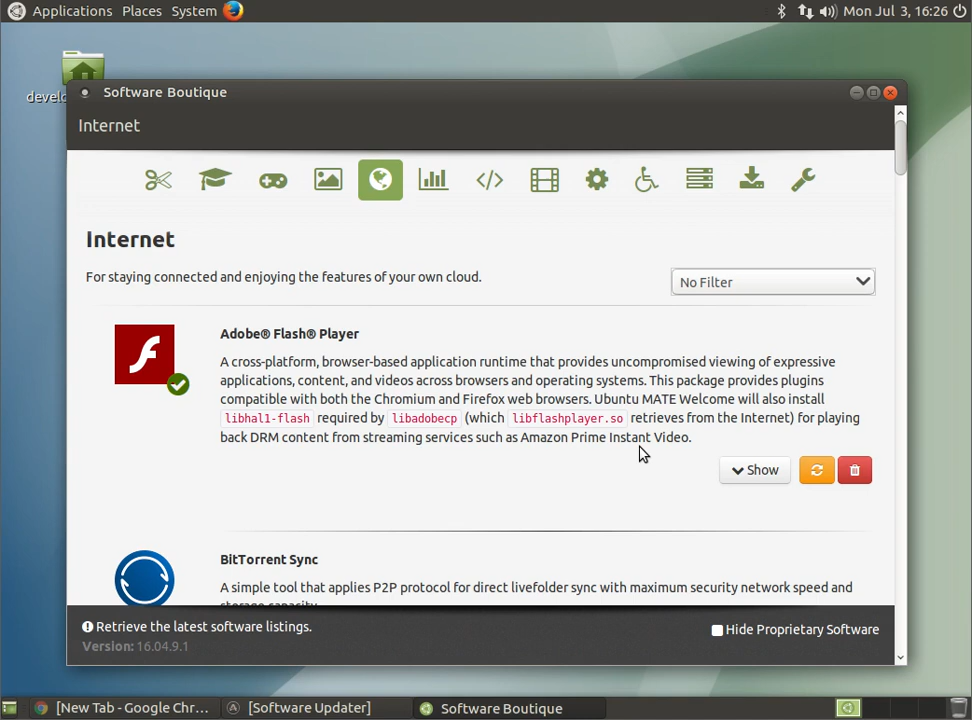 Applications Places System Mon Jul 3, 16:26
Software Boutique
Internet
Internet
For staying connected and enjoying the features of your own cloud.
No Filter
Adobe® Flash® Player
A cross-platform, browser-based application runtime that provides uncompromised viewing of expressive
applications, content, and videos across browsers and operating systems. This package provides plugins
compatible with both the Chromium and Firefox web browsers. Ubuntu MATE Welcome will also install
libhal1-flash required by libadobecp (which libflashplayer.so retrieves from the Internet) for playing
back DRM content from streaming services such as Amazon Prime Instant Video.
Show
BitTorrent Sync
A simple tool that applies P2P protocol for direct livefolder sync with maximum security network speed and
storage capacity.
Retrieve the latest software listings.
Hide Proprietary Software
Version: 16.04.9.1
[New Tab - Google Chr... [Software Updater] Software Boutique